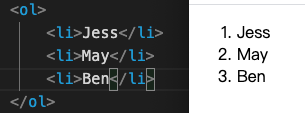 <ol>
<li>Jess</li>
<li>May</li>
<li>Ben</li>
</ol>
1. Jess
2. May
3. Ben